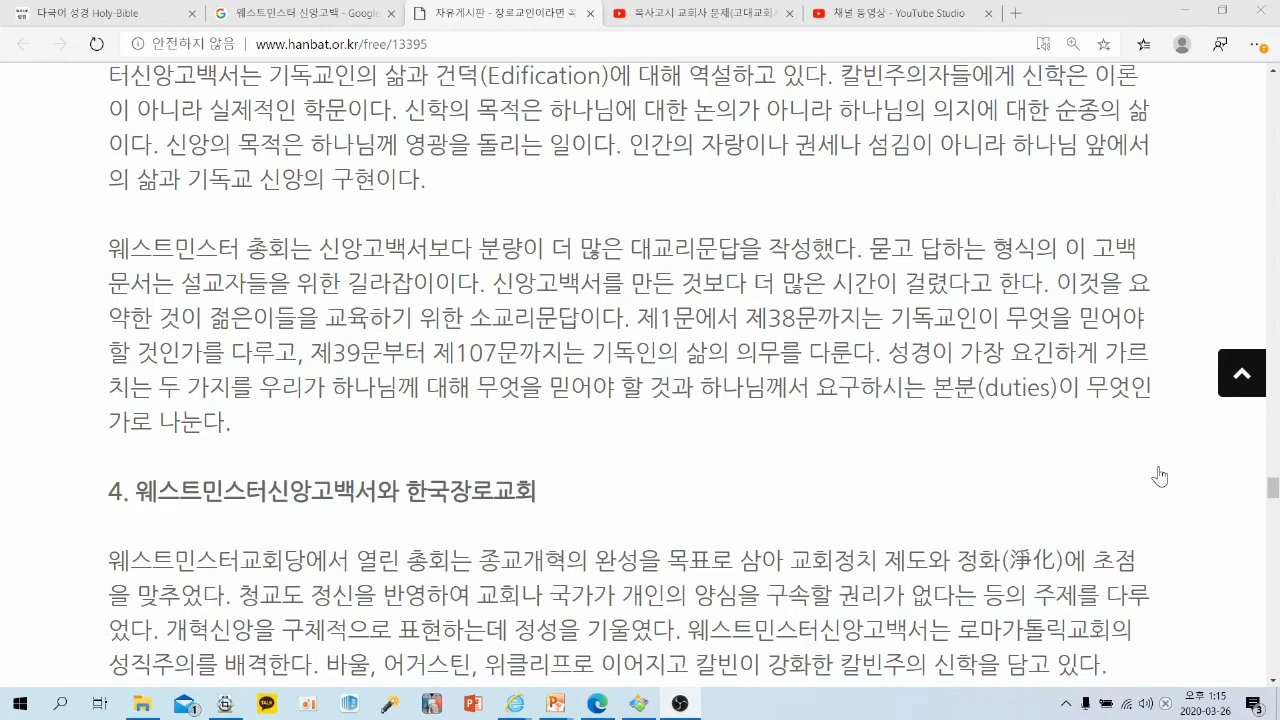 다국어 성경 Holy-Bible
웨스트민스터 신앙고백 - Google
자유게시판 - 장로교인이라면 꼭
목사고시 교회사 문제(고대교회사
채널 동영상 - YouTube Studio
안전하지 않음 | www.hanbat.or.kr/free/13395
터신앙고백서는 기독교인의 삶과 건덕(Edification)에 대해 역설하고 있다. 칼빈주의자들에게 신학은 이론
이 아니라 실제적인 학문이다. 신학의 목적은 하나님에 대한 논의가 아니라 하나님의 의지에 대한 순종의 삶
이다. 신앙의 목적은 하나님께 영광을 돌리는 일이다. 인간의 자랑이나 권세나 섬김이 아니라 하나님 앞에서
의 삶과 기독교 신앙의 구현이다.
웨스트민스터 총회는 신앙고백서보다 분량이 더 많은 대교리문답을 작성했다. 묻고 답하는 형식의 이 고백
문서는 설교자들을 위한 길라잡이이다. 신앙고백서를 만든 것보다 더 많은 시간이 걸렸다고 한다. 이것을 요
약한 것이 젊은이들을 교육하기 위한 소교리문답이다. 제1문에서 제38문까지는 기독교인이 무엇을 믿어야
할 것인가를 다루고, 제39문부터 제107문까지는 기독인의 삶의 의무를 다룬다. 성경이 가장 요긴하게 가르
치는 두 가지를 우리가 하나님께 대해 무엇을 믿어야 할 것과 하나님께서 요구하시는 본분(duties)이 무엇인
가로 나눈다.
4. 웨스트민스터신앙고백서와 한국장로교회
웨스트민스터교회당에서 열린 총회는 종교개혁의 완성을 목표로 삼아 교회정치 제도와 정화(淨化)에 초점
을 맞추었다. 청교도 정신을 반영하여 교회나 국가가 개인의 양심을 구속할 권리가 없다는 등의 주제를 다루
었다. 개혁신앙을 구체적으로 표현하는데 정성을 기울였다. 웨스트민스터신앙고백서는 로마가톨릭교회의
성직주의를 배격한다. 바울, 어거스틴, 위클리프로 이어지고 칼빈이 강화한 칼빈주의 신학을 담고 있다.
오후 1:15
2020-03-26